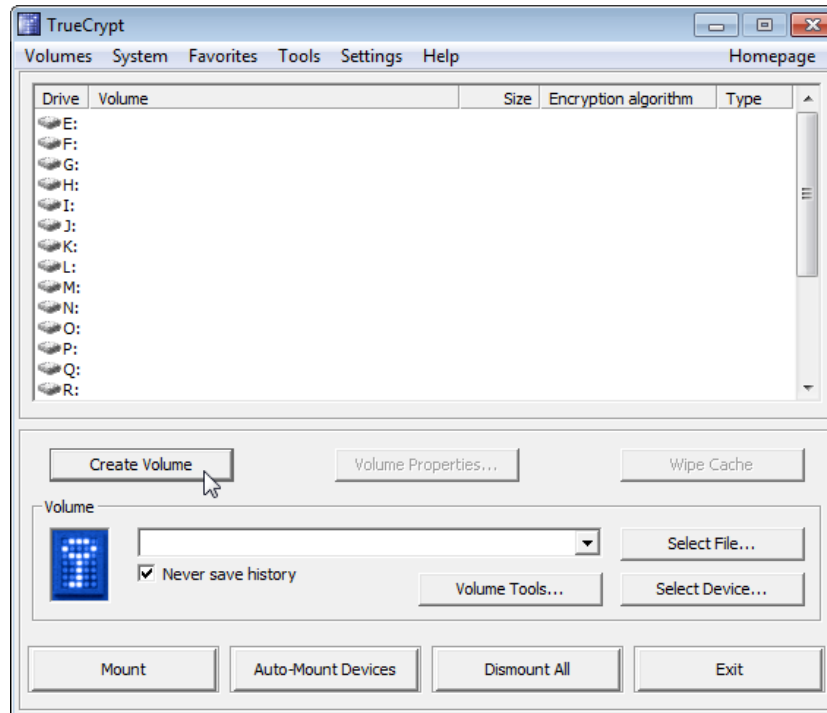 TrueCrypt
Volumes System Favorites Tools Settings Help Homepage
Drive Volume Size Encryption algorithm Type
E:
F:
G:
H:
I:
J:
K:
L:
M:
N:
O:
P:
Q:
R:
Create Volume Volume Properties... Wipe Cache
Volume
Select File...
Never save history
Volume Tools... Select Device...
Mount Auto-Mount Devices Dismount All Exit